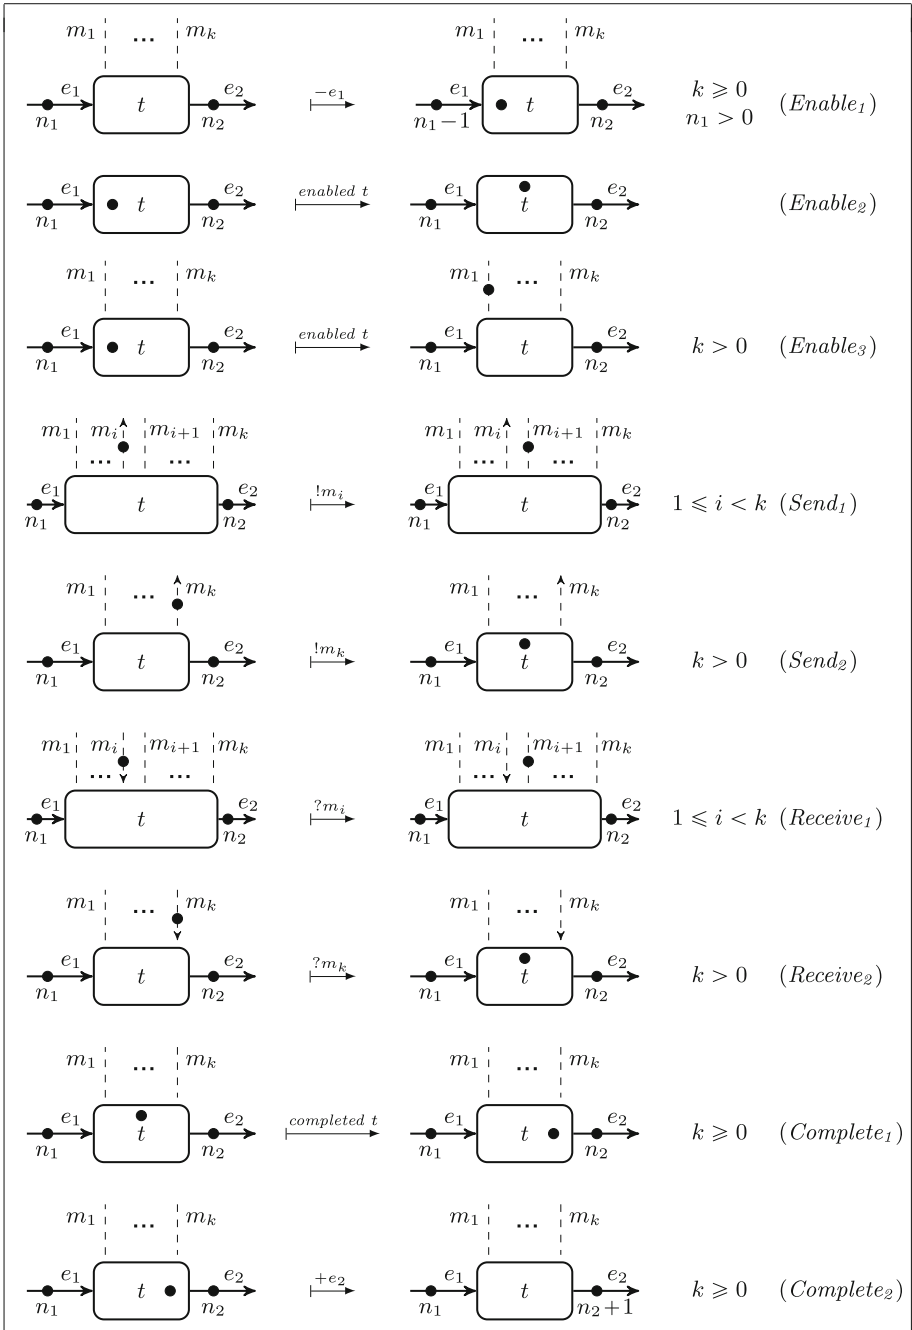 m₁ ... mₖ m₁ ... mₖ
e₁ t e₂ −e₁ e₁ t e₂ k ⩾ 0 (Enable₁)
n₁ n₂ n₁−1 n₂ n₁ > 0
e₁ t e₂ enabled t e₁ t e₂ (Enable₂)
n₁ n₂ n₁ n₂
m₁ ... mₖ m₁ ... mₖ
e₁ t e₂ enabled t e₁ t e₂ k > 0 (Enable₃)
n₁ n₂ n₁ n₂
m₁ ... mᵢ mᵢ₊₁ ... mₖ m₁ ... mᵢ mᵢ₊₁ ... mₖ
e₁ t e₂ !mᵢ e₁ t e₂ 1 ⩽ i < k (Send₁)
n₁ n₂ n₁ n₂
m₁ ... mₖ m₁ ... mₖ
e₁ t e₂ !mₖ e₁ t e₂ k > 0 (Send₂)
n₁ n₂ n₁ n₂
m₁ ... mᵢ mᵢ₊₁ ... mₖ m₁ ... mᵢ mᵢ₊₁ ... mₖ
e₁ t e₂ ?mᵢ e₁ t e₂ 1 ⩽ i < k (Receive₁)
n₁ n₂ n₁ n₂
m₁ ... mₖ m₁ ... mₖ
e₁ t e₂ ?mₖ e₁ t e₂ k > 0 (Receive₂)
n₁ n₂ n₁ n₂
m₁ ... mₖ m₁ ... mₖ
e₁ t e₂ completed t e₁ t e₂ k ⩾ 0 (Complete₁)
n₁ n₂ n₁ n₂
m₁ ... mₖ m₁ ... mₖ
e₁ t e₂ +e₂ e₁ t e₂ k ⩾ 0 (Complete₂)
n₁ n₂ n₁ n₂+1